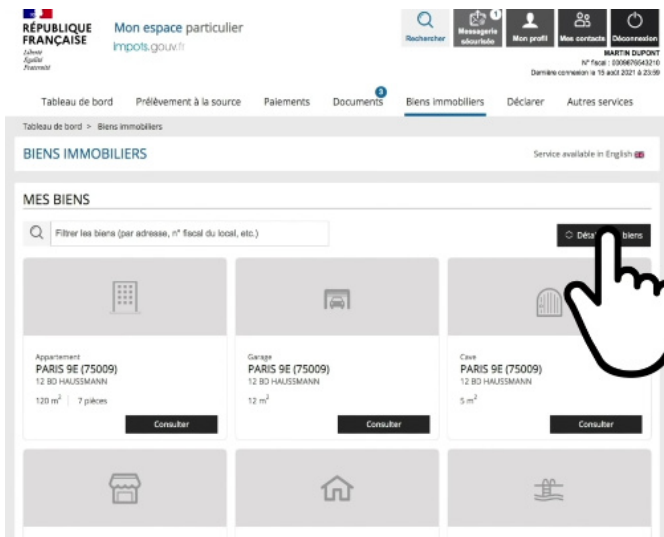 RÉPUBLIQUE
FRANÇAISE
Liberté
Égalité
Fraternité
Mon espace particulier
impots.gouv.fr
Rechercher
1
Messagerie
sécurisée
Mon profil
Mes contacts
Déconnexion
MARTIN DUPONT
N° fiscal : 0009876543210
Dernière connexion le 15 août 2021 à 23:59
Tableau de bord
Prélèvement à la source
Paiements
Documents
3
Biens immobiliers
Déclarer
Autres services
Tableau de bord > Biens immobiliers
BIENS IMMOBILIERS
Service available in English
MES BIENS
Filtrer les biens (par adresse, n° fiscal du local, etc.)
biens
Appartement
PARIS 9E (75009)
12 BD HAUSSMANN
120 m² | 7 pièces
Consulter
Garage
PARIS 9E (75009)
12 BD HAUSSMANN
12 m²
Consulter
Cave
PARIS 9E (75009)
12 BD HAUSSMANN
5 m²
Consulter